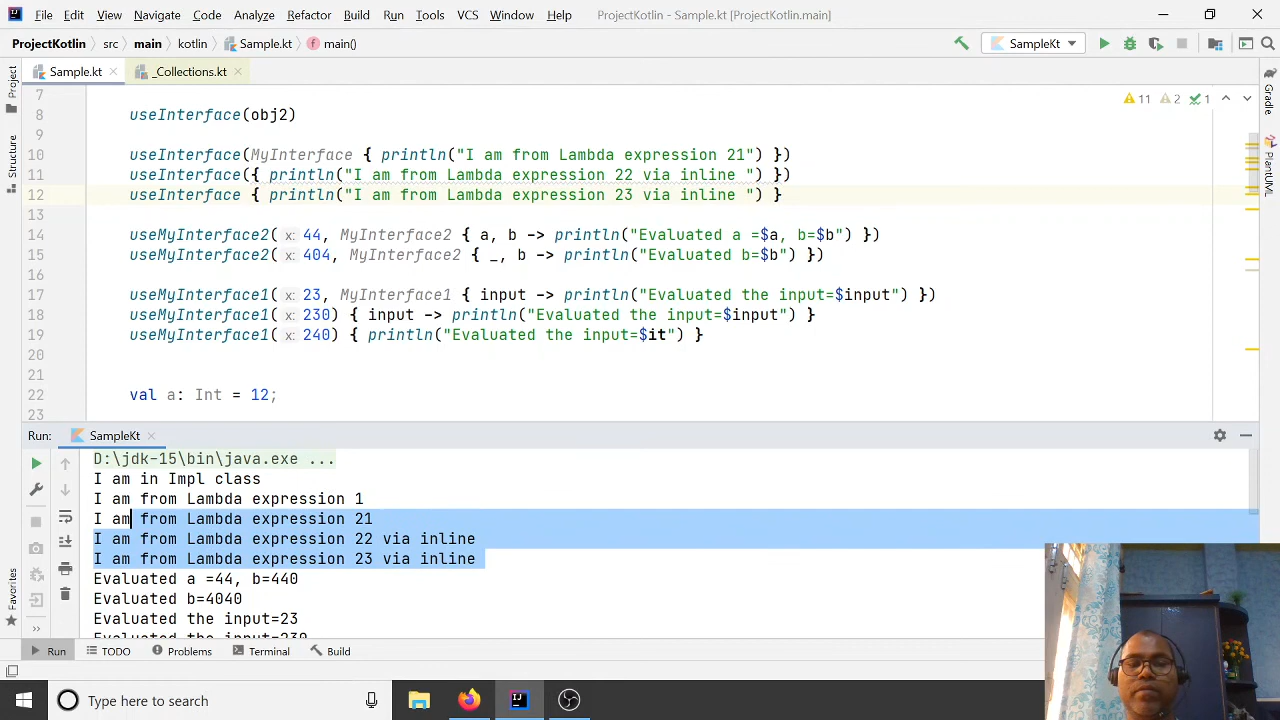 File Edit View Navigate Code Analyze Refactor Build Run Tools VCS Window Help ProjectKotlin - Sample.kt [ProjectKotlin.main]
ProjectKotlin src main kotlin Sample.kt main() SampleKt
Sample.kt _Collections.kt
7
8 useInterface(obj2)
9
10 useInterface(MyInterface { println("I am from Lambda expression 21") })
11 useInterface({ println("I am from Lambda expression 22 via inline ") })
12 useInterface { println("I am from Lambda expression 23 via inline ") }
13
14 useMyInterface2( x: 44, MyInterface2 { a, b -> println("Evaluated a =$a, b=$b") })
15 useMyInterface2( x: 404, MyInterface2 { _, b -> println("Evaluated b=$b") })
16
17 useMyInterface1( x: 23, MyInterface1 { input -> println("Evaluated the input=$input") })
18 useMyInterface1( x: 230) { input -> println("Evaluated the input=$input") }
19 useMyInterface1( x: 240) { println("Evaluated the input=$it") }
20
21
22 val a: Int = 12;
23
11 2 1
Project
Structure
Favorites
Gradle
PlantUML
Run: SampleKt
D:\jdk-15\bin\java.exe ...
I am in Impl class
I am from Lambda expression 1
I am from Lambda expression 21
I am from Lambda expression 22 via inline
I am from Lambda expression 23 via inline
Evaluated a =44, b=440
Evaluated b=4040
Evaluated the input=23
Evaluated the input=230
Run TODO Problems Terminal Build
Type here to search